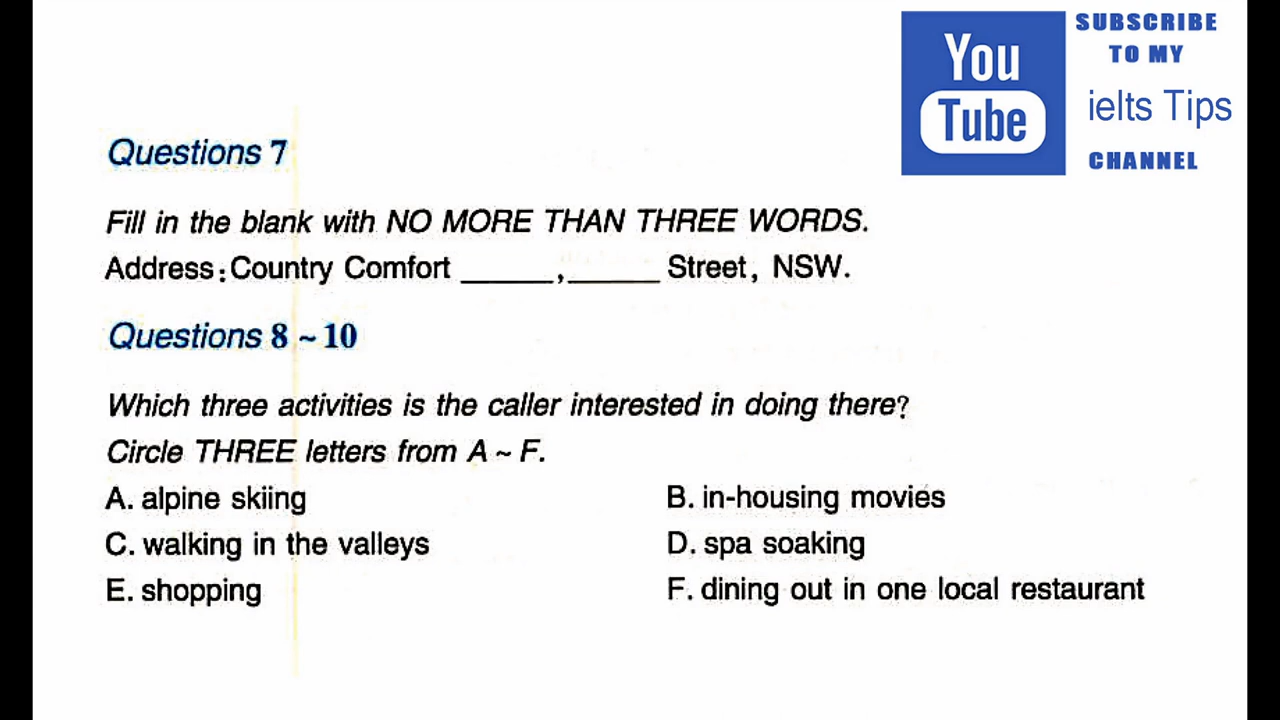 You
Tube
SUBSCRIBE
TO MY
ielts Tips
CHANNEL
Questions 7
Fill in the blank with NO MORE THAN THREE WORDS.
Address: Country Comfort ______,______ Street, NSW.
Questions 8 ~ 10
Which three activities is the caller interested in doing there?
Circle THREE letters from A ~ F.
A. alpine skiing B. in-housing movies
C. walking in the valleys D. spa soaking
E. shopping F. dining out in one local restaurant